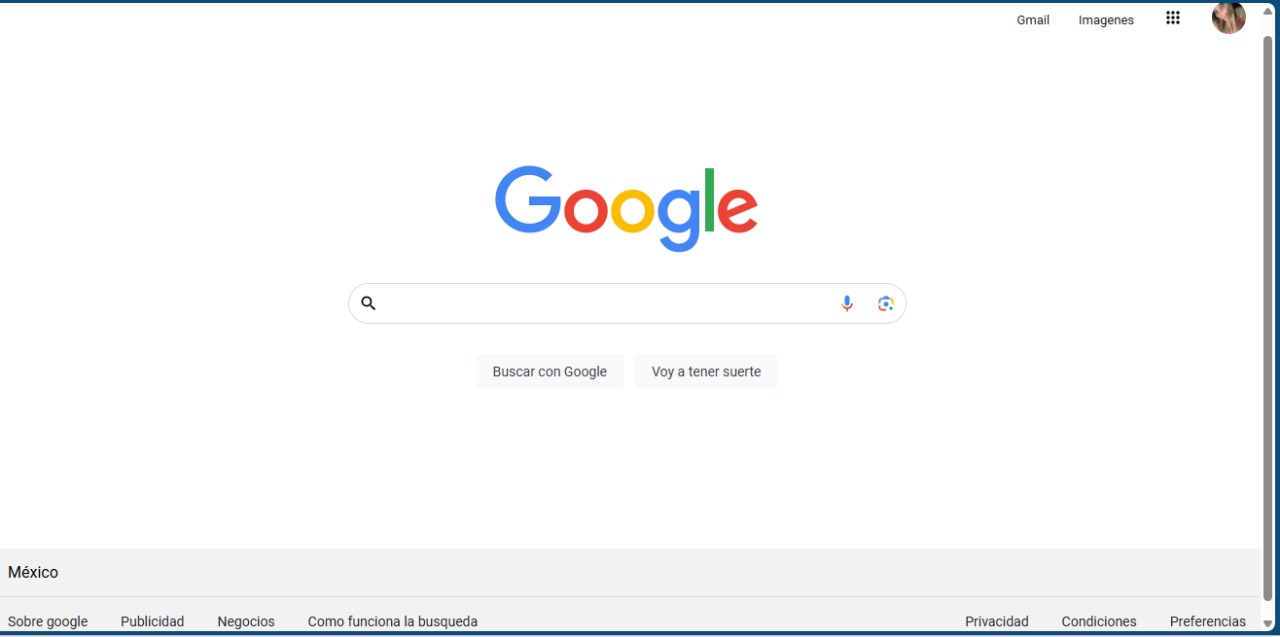 Gmail Imagenes
Google
Buscar con Google Voy a tener suerte
México
Sobre google Publicidad Negocios Como funciona la busqueda Privacidad Condiciones Preferencias